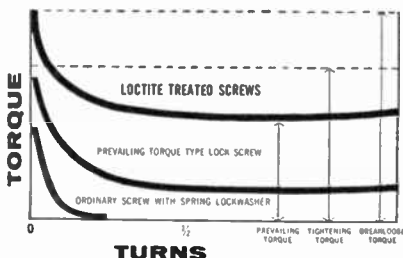 TORQUE
LOCTITE TREATED SCREWS
PREVAILING TORQUE TYPE LOCK SCREW
ORDINARY SCREW WITH SPRING LOCKWASHER
0
½
PREVAILING TORQUE
TIGHTENING TORQUE
BREAKLOOSE TORQUE
TURNS